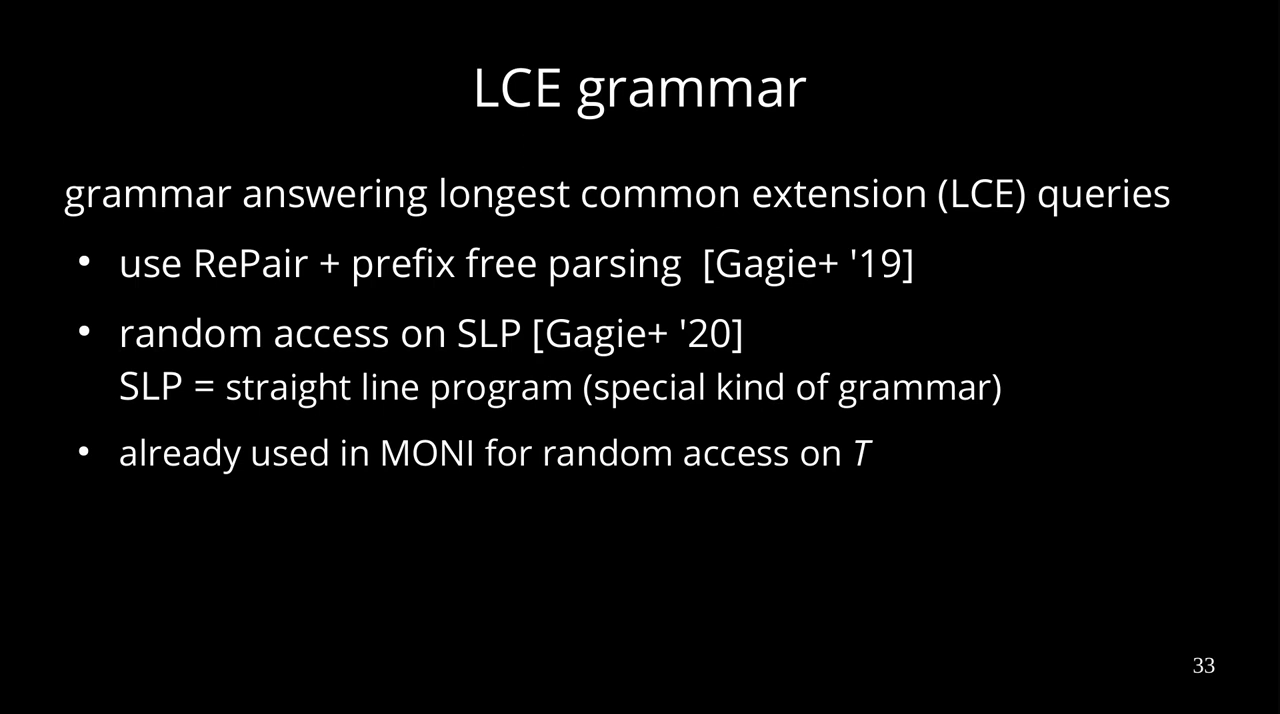 LCE grammar
grammar answering longest common extension (LCE) queries
• use RePair + prefix free parsing [Gagie+ '19]
• random access on SLP [Gagie+ '20]
SLP = straight line program (special kind of grammar)
• already used in MONI for random access on T
33